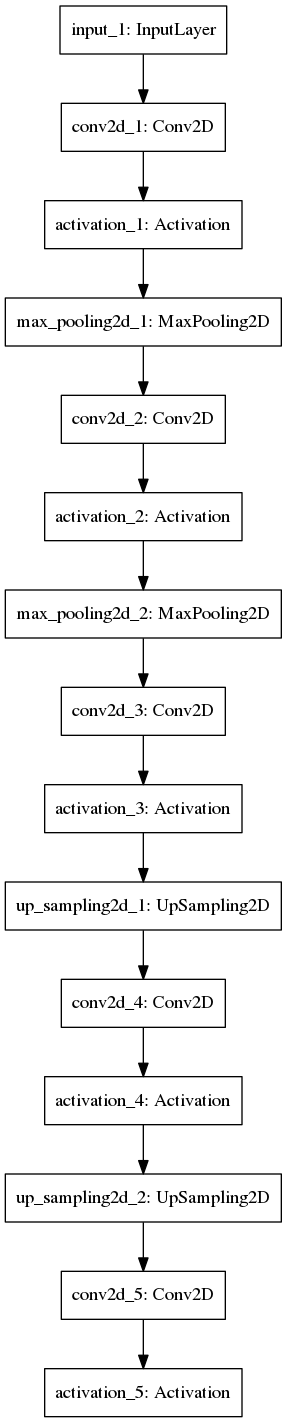 input_1: InputLayer
conv2d_1: Conv2D
activation_1: Activation
max_pooling2d_1: MaxPooling2D
conv2d_2: Conv2D
activation_2: Activation
max_pooling2d_2: MaxPooling2D
conv2d_3: Conv2D
activation_3: Activation
up_sampling2d_1: UpSampling2D
conv2d_4: Conv2D
activation_4: Activation
up_sampling2d_2: UpSampling2D
conv2d_5: Conv2D
activation_5: Activation